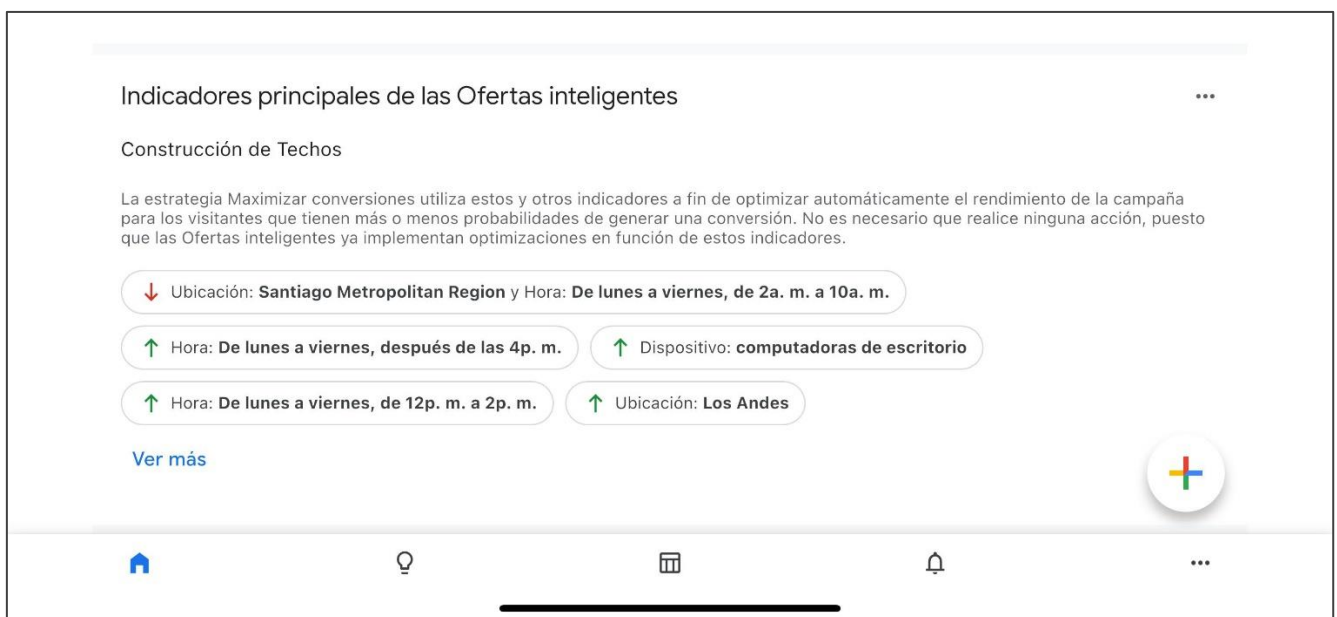 Indicadores principales de las Ofertas inteligentes
Construcción de Techos
La estrategia Maximizar conversiones utiliza estos y otros indicadores a fin de optimizar automáticamente el rendimiento de la campaña
para los visitantes que tienen más o menos probabilidades de generar una conversión. No es necesario que realice ninguna acción, puesto
que las Ofertas inteligentes ya implementan optimizaciones en función de estos indicadores.
Ubicación: Santiago Metropolitan Region y Hora: De lunes a viernes, de 2a. m. a 10a. m.
Hora: De lunes a viernes, después de las 4p. m.
Dispositivo: computadoras de escritorio
Hora: De lunes a viernes, de 12p. m. a 2p. m.
Ubicación: Los Andes
Ver más